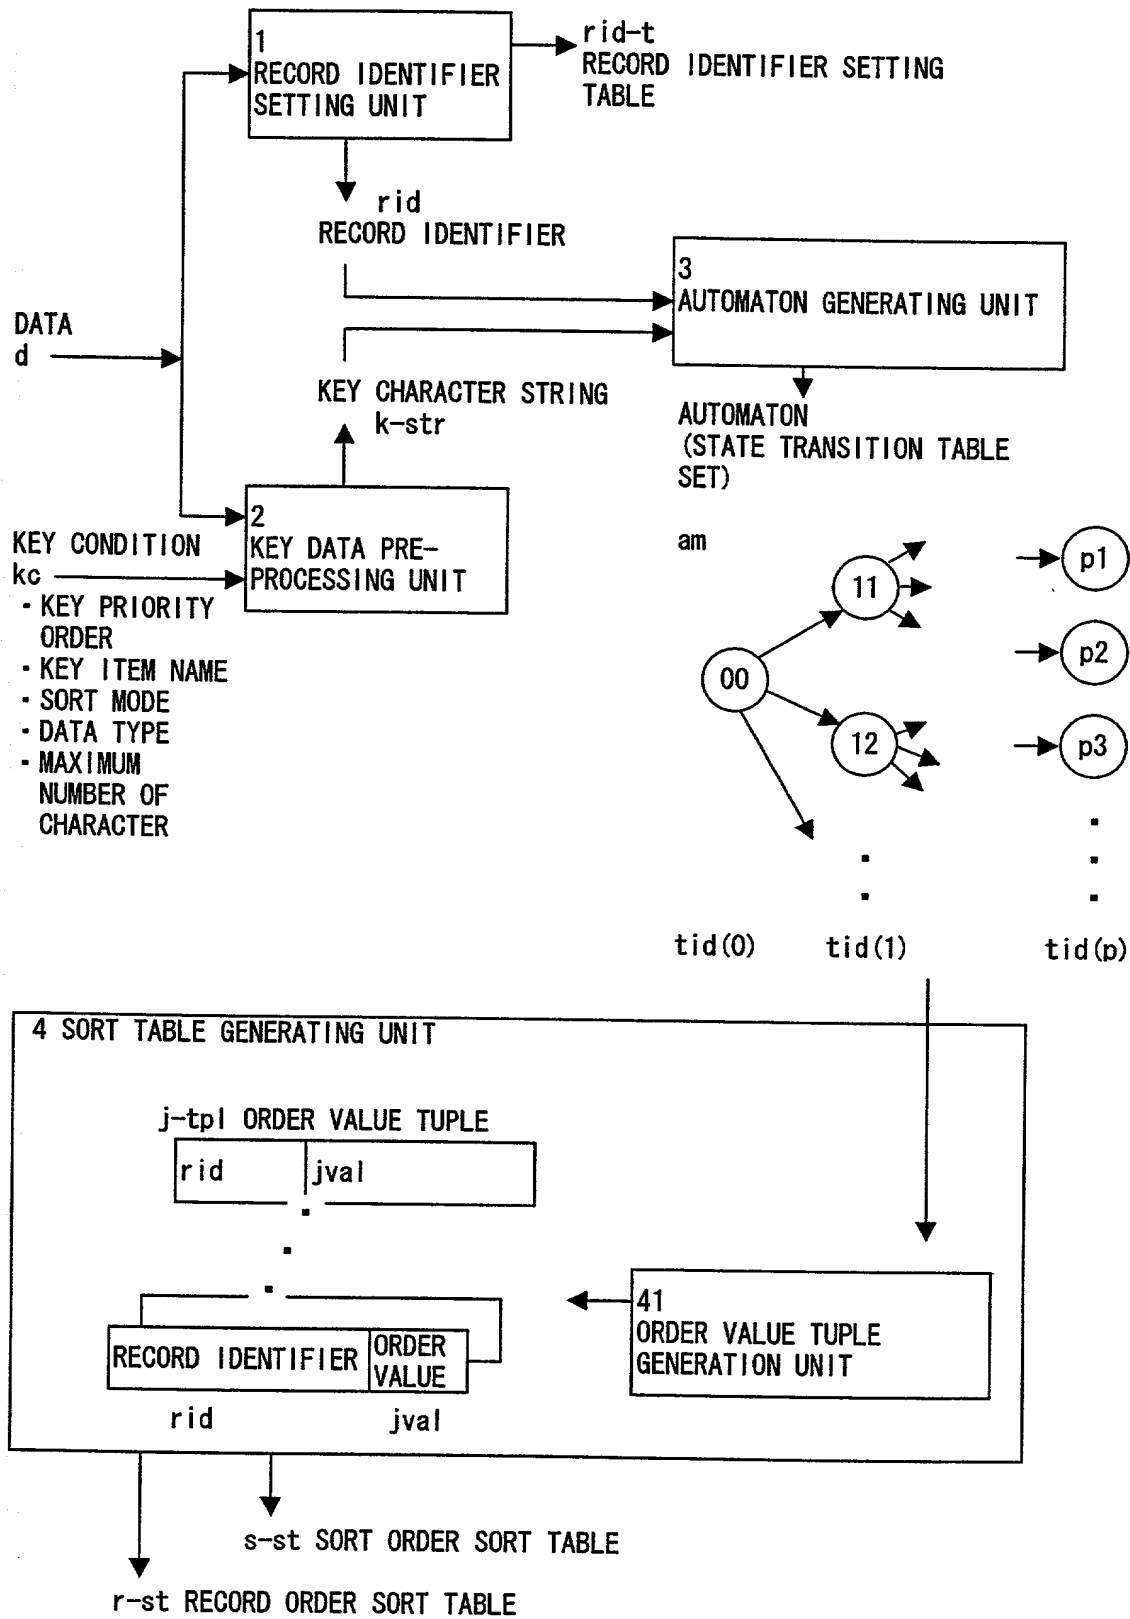 1
RECORD IDENTIFIER
SETTING UNIT
rid-t
RECORD IDENTIFIER SETTING
TABLE
rid
RECORD IDENTIFIER
3
AUTOMATON GENERATING UNIT
DATA
d
KEY CHARACTER STRING
k-str
AUTOMATON
(STATE TRANSITION TABLE
SET)
2
KEY DATA PRE-
PROCESSING UNIT
KEY CONDITION
kc
- KEY PRIORITY
ORDER
- KEY ITEM NAME
- SORT MODE
- DATA TYPE
- MAXIMUM
NUMBER OF
CHARACTER
am
00
11
12
p1
p2
p3
tid(0)
tid(1)
tid(p)
4 SORT TABLE GENERATING UNIT
j-tpl ORDER VALUE TUPLE
rid
jval
41
ORDER VALUE TUPLE
GENERATION UNIT
RECORD IDENTIFIER
ORDER
VALUE
rid
jval
s-st SORT ORDER SORT TABLE
r-st RECORD ORDER SORT TABLE